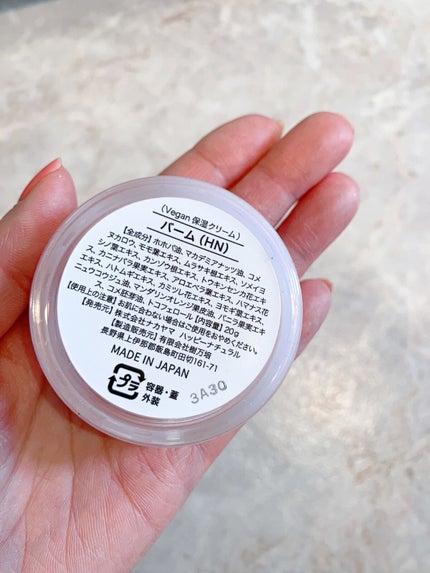 (Vegan 保湿クリーム)
バーム(HN)
【全成分】ホホバ油、マカデミアナッツ油、コメ
ヌカロウ、モモ葉エキス、ムラサキ根エキス、ソメイヨ
シノ葉エキス、カンゾウ根エキス、トウキンセンカ花エキ
ス、カニナバラ果実エキス、アロエベラ葉エキス、ハマナス花
エキス、ハトムギエキス、カミツレ花エキス、ヨモギ葉エキス、
ニュウコウジュ油、マンダリンオレンジ果皮油、バニラ果実エキ
ス、コメ胚芽油、トコフェロール【内容量】20g
【使用上の注意】お肌に合わない場合はご使用をおやめください。
【発売元】株式会社ナカヤマ ハッピーナチュラル
【製造販売元】有限会社樹万培
長野県上伊那郡飯島町田切161-71
MADE IN JAPAN
プラ
容器・蓋
外装
3A30